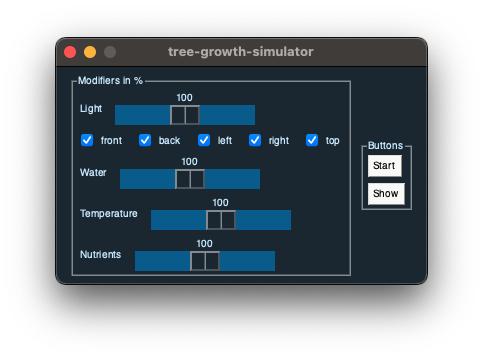 tree-growth-simulator
Modifiers in %
100
Light
front back left right top
100
Water
100
Temperature
100
Nutrients
Buttons
Start
Show